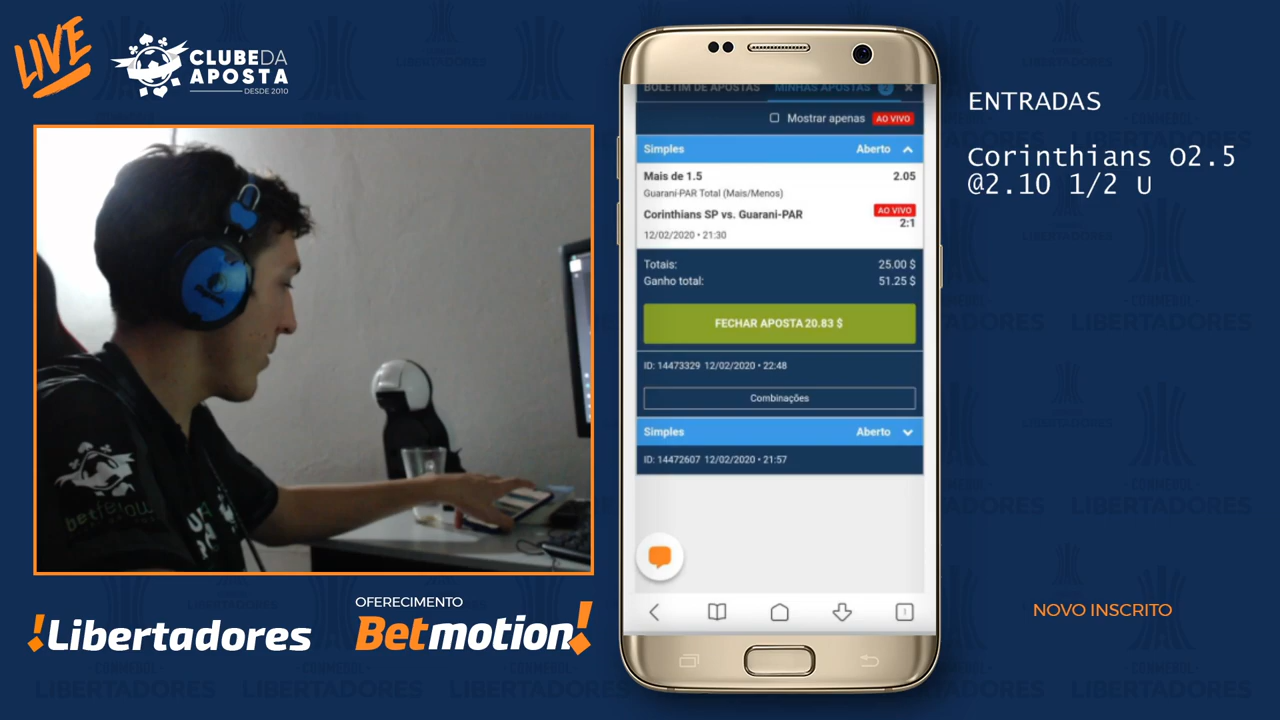 LIVE
CLUBEDA
APOSTA
DESDE 2010
BOLETIM DE APOSTAS MINHAS APOSTAS 2 ×
Mostrar apenas AO VIVO
Simples Aberto
Mais de 1.5 2.05
Guaraní-PAR Total (Mais/Menos)
Corinthians SP vs. Guaraní-PAR AO VIVO
2:1
12/02/2020 • 21:30
Totais: 25.00 $
Ganho total: 51.25 $
FECHAR APOSTA 20.83 $
ID: 14473329 12/02/2020 • 22:48
Combinações
Simples Aberto
ID: 14472607 12/02/2020 • 21:57
ENTRADAS
Corinthians O2.5
@2.10 1/2 U
!Libertadores
OFERECIMENTO
Betmotion!
NOVO INSCRITO